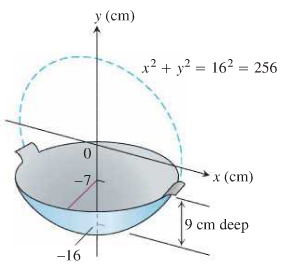 y (cm)
x² + y² = 16² = 256
0
x (cm)
−7
9 cm deep
−16